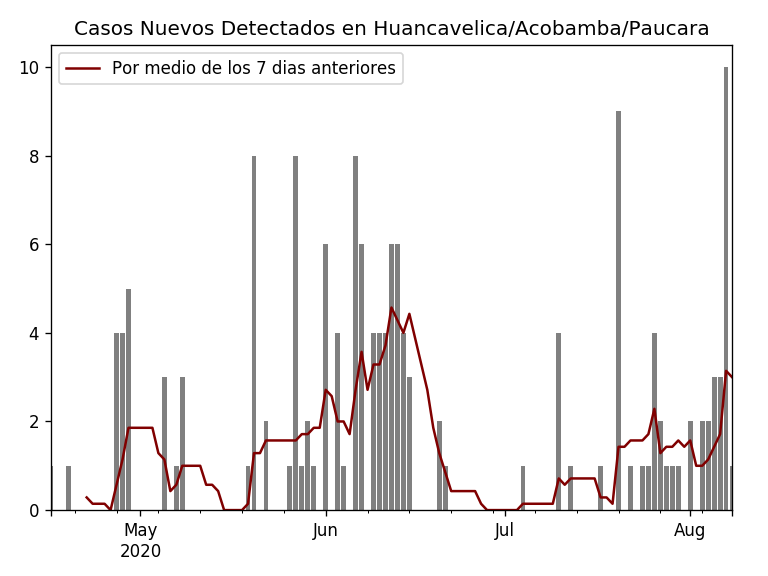 Casos Nuevos Detectados en Huancavelica/Acobamba/Paucara
Por medio de los 7 dias anteriores
10
8
6
4
2
0
May
2020
Jun
Jul
Aug